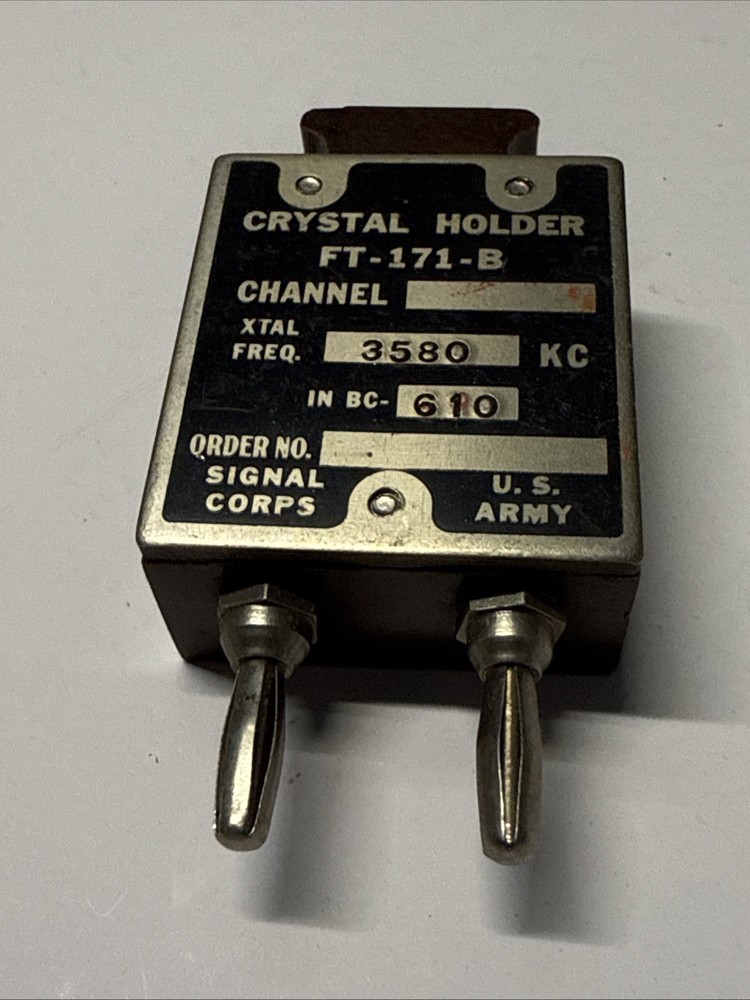 CRYSTAL HOLDER
FT-171-B
CHANNEL
XTAL FREQ. 3580 KC
IN BC- 610
ORDER NO.
SIGNAL CORPS
U. S. ARMY